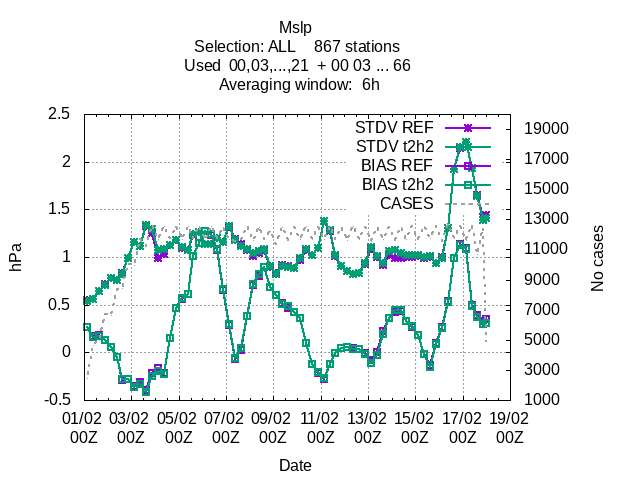 Mslp
Selection: ALL    867 stations
Used  00,03,...,21  + 00 03 ... 66
Averaging window:  6h
STDV REF
STDV t2h2
BIAS REF
BIAS t2h2
CASES
hPa
2.5
2
1.5
1
0.5
0
-0.5
No cases
19000
17000
15000
13000
11000
9000
7000
5000
3000
1000
01/02 03/02 05/02 07/02 09/02 11/02 13/02 15/02 17/02 19/02
00Z 00Z 00Z 00Z 00Z 00Z 00Z 00Z 00Z 00Z
Date